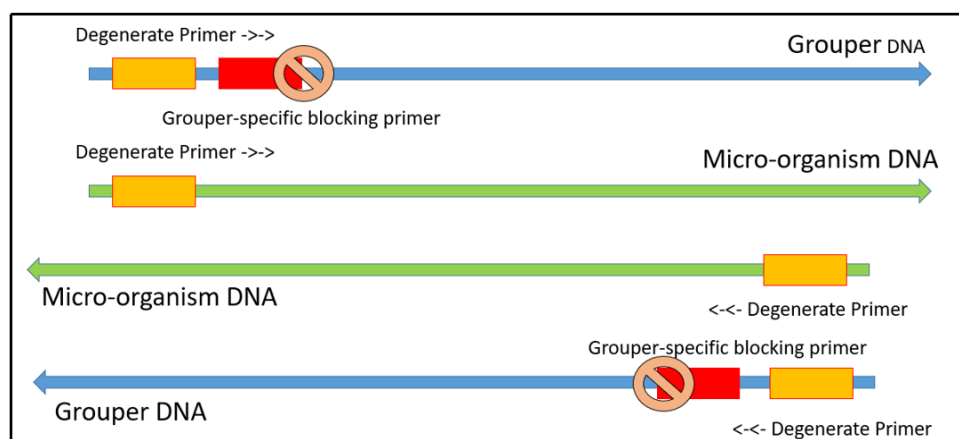 Degenerate Primer ->->
Grouper DNA
Grouper-specific blocking primer
Degenerate Primer ->->
Micro-organism DNA
Micro-organism DNA
<-<- Degenerate Primer
Grouper-specific blocking primer
Grouper DNA
<-<- Degenerate Primer